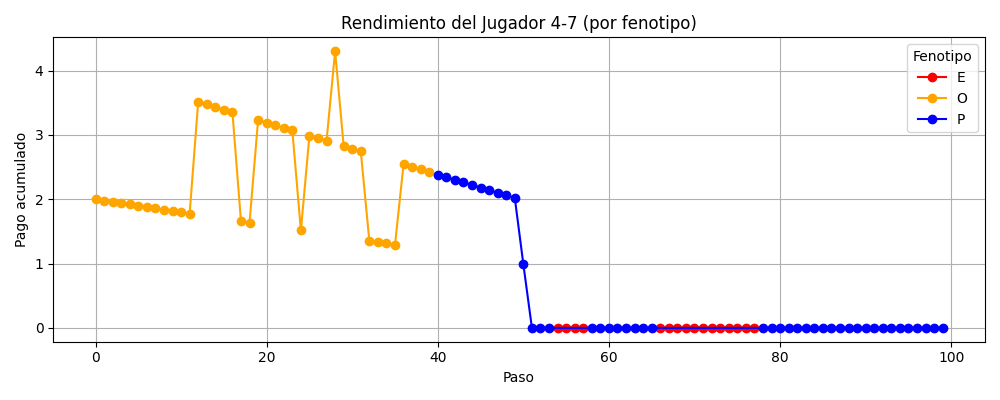 Rendimiento del Jugador 4-7 (por fenotipo)
Pago acumulado
4
3
2
1
0
Fenotipo
E
O
P
0 20 40 60 80 100
Paso